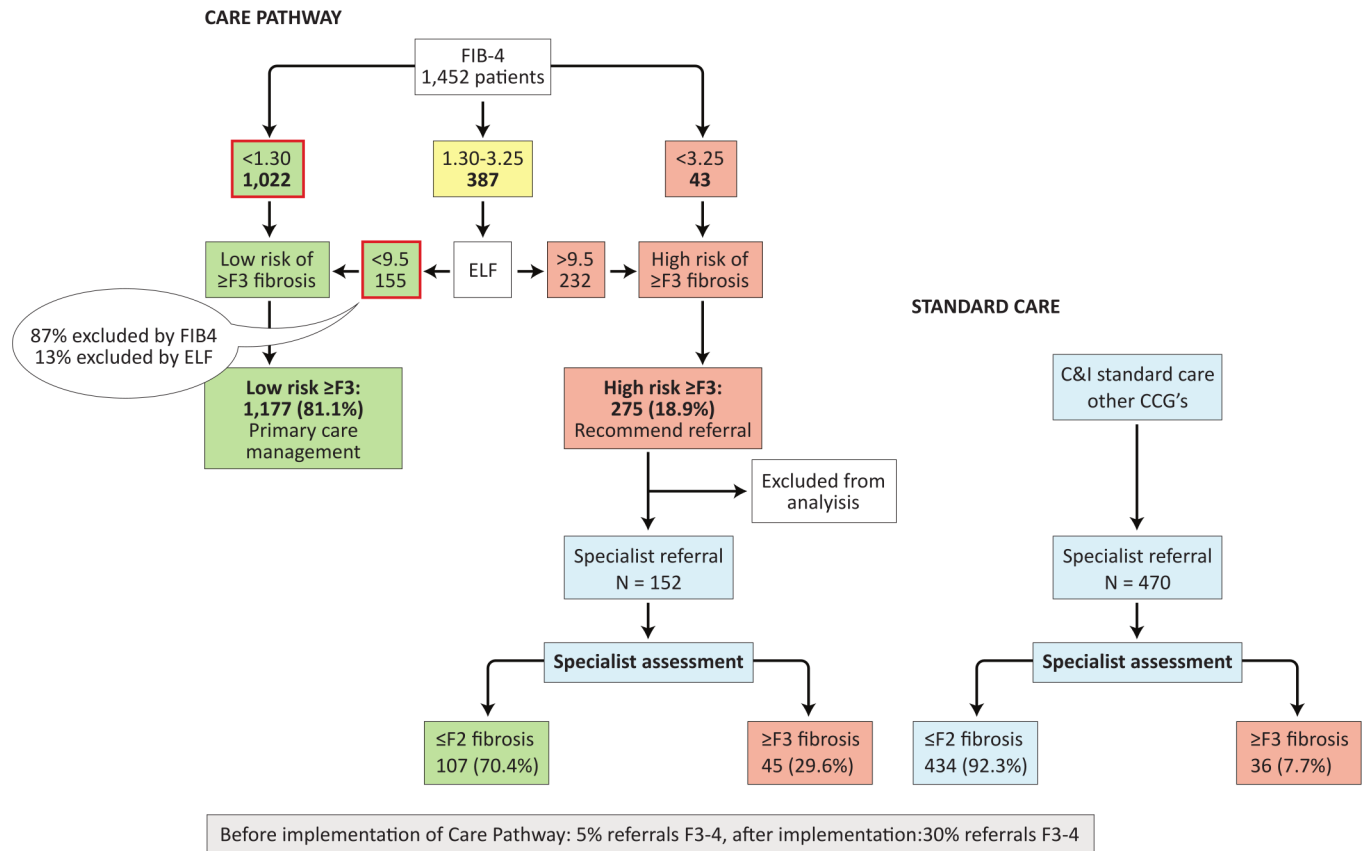 CARE PATHWAY
FIB-4
1,452 patients
<1.30
1,022
1.30-3.25
387
<3.25
43
Low risk of
≥F3 fibrosis
<9.5
155
ELF
>9.5
232
High risk of
≥F3 fibrosis
87% excluded by FIB4
13% excluded by ELF
Low risk ≥F3:
1,177 (81.1%)
Primary care
management
High risk ≥F3:
275 (18.9%)
Recommend referral
Excluded from
analyisis
Specialist referral
N = 152
Specialist assessment
≤F2 fibrosis
107 (70.4%)
≥F3 fibrosis
45 (29.6%)
STANDARD CARE
C&I standard care
other CCG's
Specialist referral
N = 470
Specialist assessment
≤F2 fibrosis
434 (92.3%)
≥F3 fibrosis
36 (7.7%)
Before implementation of Care Pathway: 5% referrals F3-4, after implementation:30% referrals F3-4